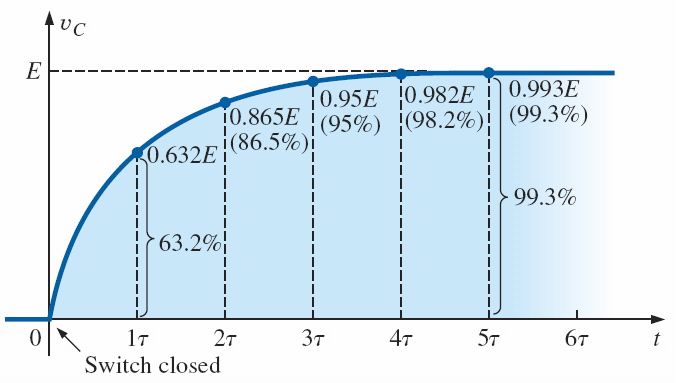 v_C
E
0.632E
0.865E
(86.5%)
0.95E
(95%)
0.982E
(98.2%)
0.993E
(99.3%)
63.2%
99.3%
0
1τ
2τ
3τ
4τ
5τ
6τ
t
Switch closed